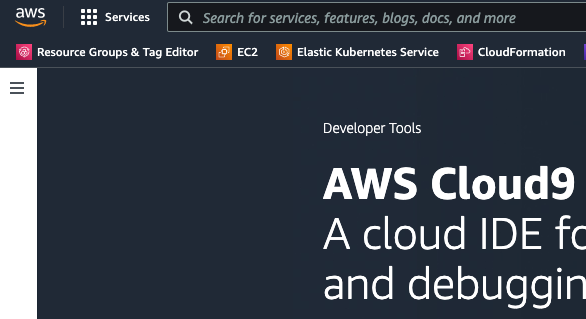 aws
Services
Search for services, features, blogs, docs, and more
Resource Groups & Tag Editor
EC2
Elastic Kubernetes Service
CloudFormation
Developer Tools
AWS Cloud9
A cloud IDE fo
and debuggin